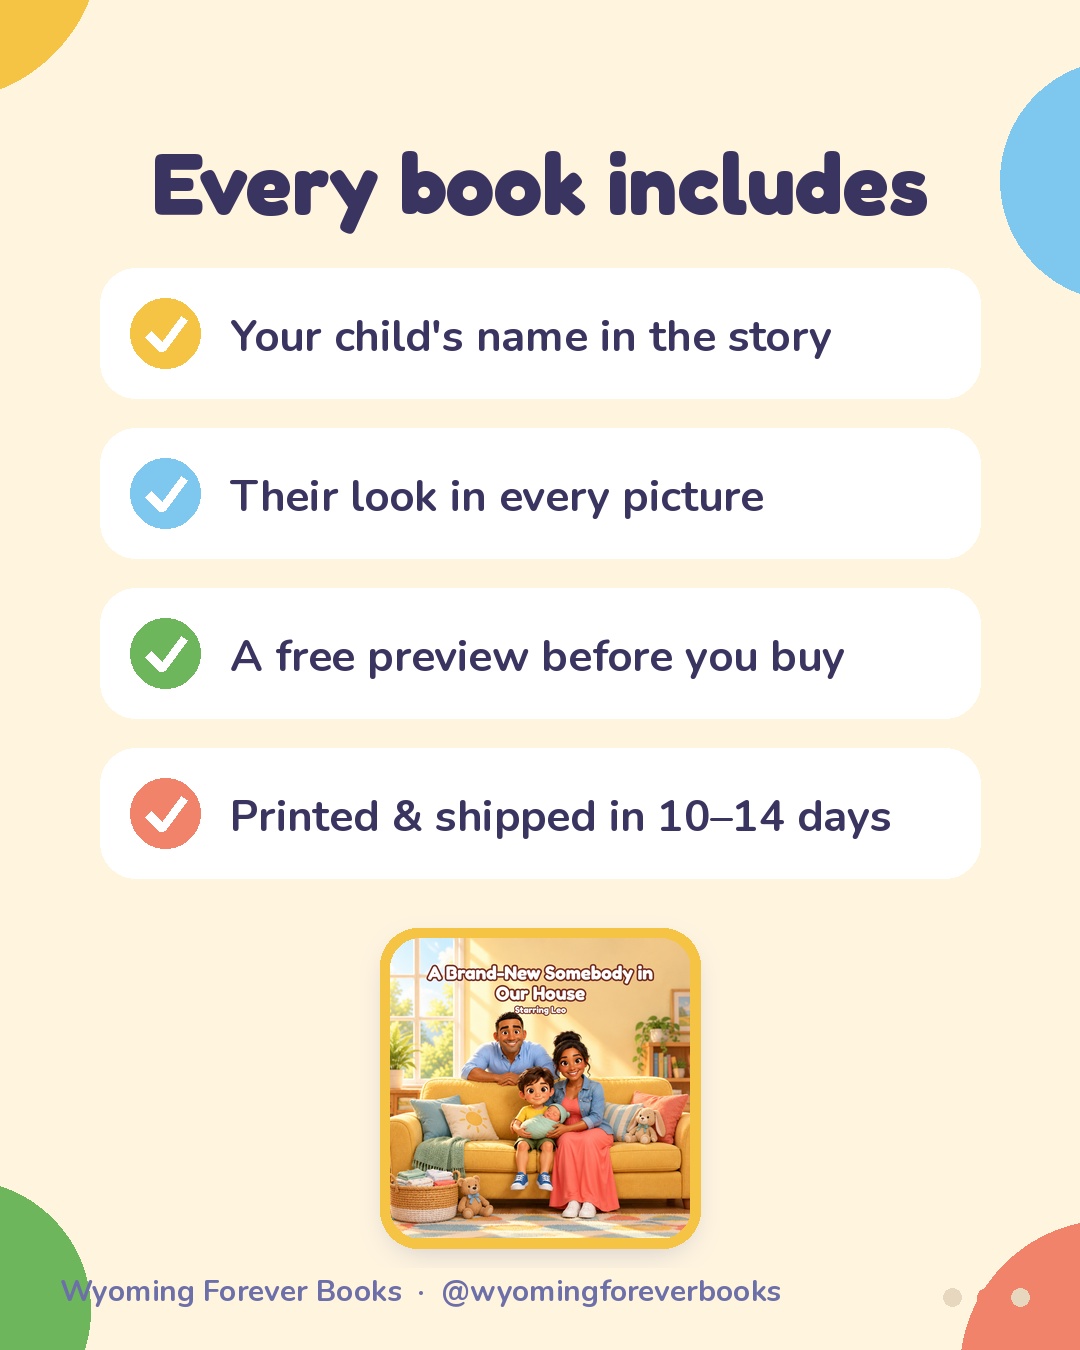 Every book includes
Your child's name in the story
Their look in every picture
A free preview before you buy
Printed & shipped in 10–14 days
A Brand-New Somebody in
Our House
Starring Leo
Wyoming Forever Books · @wyomingforeverbooks